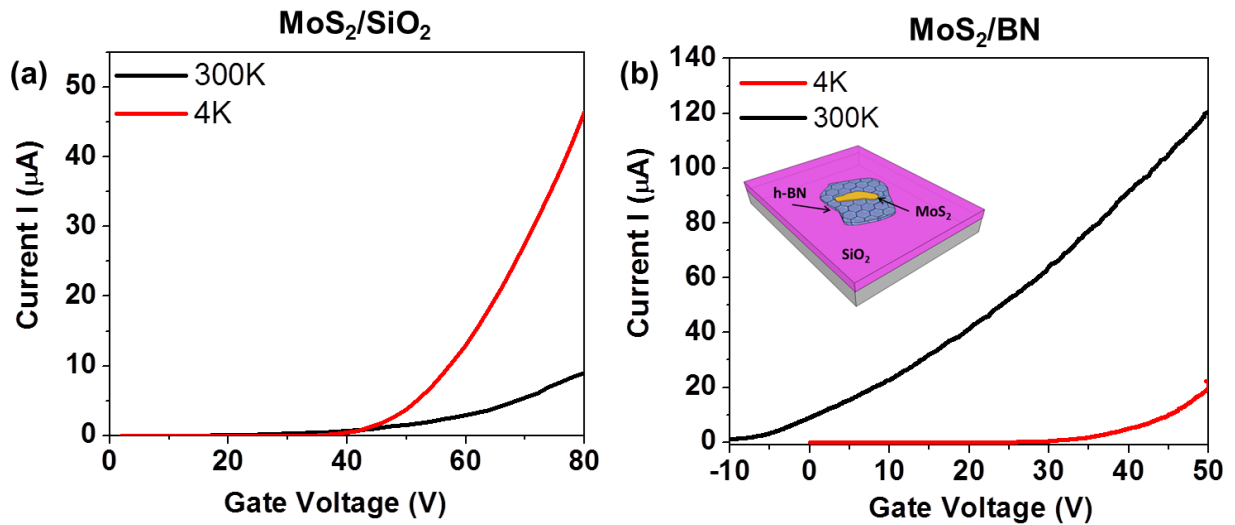 MoS₂/SiO₂
(a)
300K
4K
Current I (μA)
50
40
30
20
10
0
0 20 40 60 80
Gate Voltage (V)
MoS₂/BN
(b)
4K
300K
h-BN
MoS₂
SiO₂
Current I (μA)
140
120
100
80
60
40
20
0
-10 0 10 20 30 40 50
Gate Voltage (V)